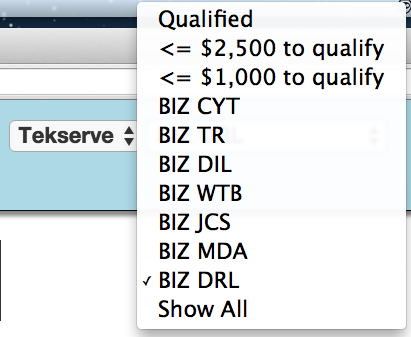 Qualified
<= $2,500 to qualify
<= $1,000 to qualify
BIZ CYT
Tekserve
BIZ TR
BIZ DIL
BIZ WTB
BIZ JCS
BIZ MDA
✓ BIZ DRL
Show All